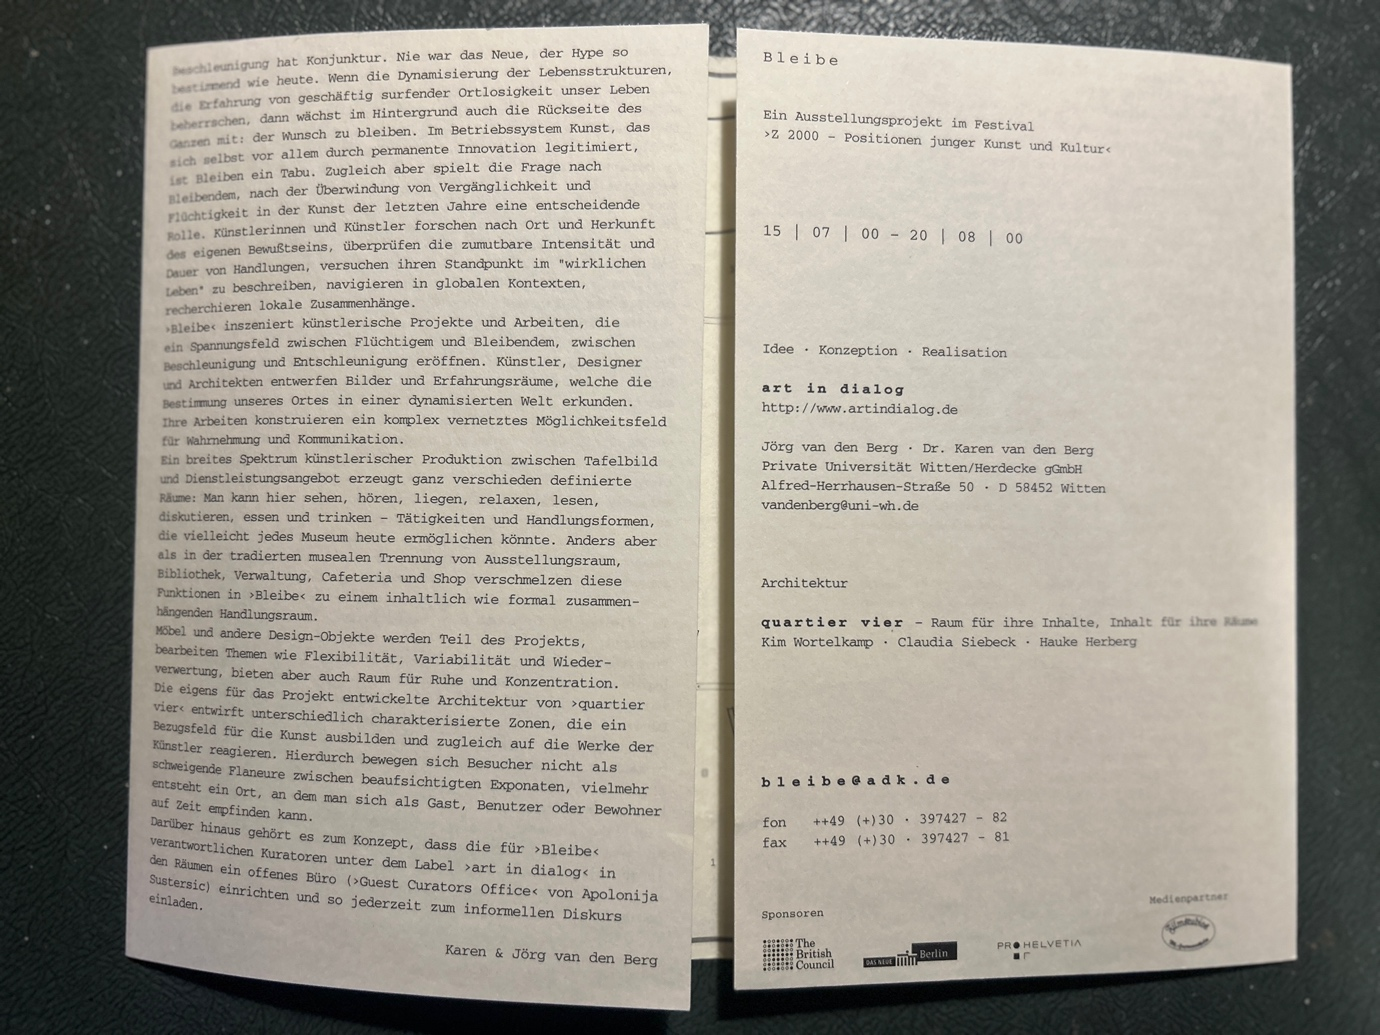 Beschleunigung hat Konjunktur. Nie war das Neue, der Hype so
bestimmend wie heute. Wenn die Dynamisierung der Lebensstrukturen,
die Erfahrung von geschäftig surfender Ortlosigkeit unser Leben
beherrschen, dann wächst im Hintergrund auch die Rückseite des
Ganzen mit: der Wunsch zu bleiben. Im Betriebssystem Kunst, das
sich selbst vor allem durch permanente Innovation legitimiert,
ist Bleiben ein Tabu. Zugleich aber spielt die Frage nach
Bleibendem, nach der Überwindung von Vergänglichkeit und
Flüchtigkeit in der Kunst der letzten Jahre eine entscheidende
Rolle. Künstlerinnen und Künstler forschen nach Ort und Herkunft
des eigenen Bewußtseins, überprüfen die zumutbare Intensität und
Dauer von Handlungen, versuchen ihren Standpunkt im "wirklichen
Leben" zu beschreiben, navigieren in globalen Kontexten,
recherchieren lokale Zusammenhänge.
›Bleibe‹ inszeniert künstlerische Projekte und Arbeiten, die
ein Spannungsfeld zwischen Flüchtigem und Bleibendem, zwischen
Beschleunigung und Entschleunigung eröffnen. Künstler, Designer
und Architekten entwerfen Bilder und Erfahrungsräume, welche die
Bestimmung unseres Ortes in einer dynamisierten Welt erkunden.
Ihre Arbeiten konstruieren ein komplex vernetztes Möglichkeitsfeld
für Wahrnehmung und Kommunikation.
Ein breites Spektrum künstlerischer Produktion zwischen Tafelbild
und Dienstleistungsangebot erzeugt ganz verschieden definierte
Räume: Man kann hier sehen, hören, liegen, relaxen, lesen,
diskutieren, essen und trinken – Tätigkeiten und Handlungsformen,
die vielleicht jedes Museum heute ermöglichen könnte. Anders aber
als in der tradierten musealen Trennung von Ausstellungsraum,
Bibliothek, Verwaltung, Cafeteria und Shop verschmelzen diese
Funktionen in ›Bleibe‹ zu einem inhaltlich wie formal zusammen-
hängenden Handlungsraum.
Möbel und andere Design-Objekte werden Teil des Projekts,
bearbeiten Themen wie Flexibilität, Variabilität und Wieder-
verwertung, bieten aber auch Raum für Ruhe und Konzentration.
Die eigens für das Projekt entwickelte Architektur von ›quartier
vier‹ entwirft unterschiedlich charakterisierte Zonen, die ein
Bezugsfeld für die Kunst ausbilden und zugleich auf die Werke der
Künstler reagieren. Hierdurch bewegen sich Besucher nicht als
schweigende Flaneure zwischen beaufsichtigten Exponaten, vielmehr
entsteht ein Ort, an dem man sich als Gast, Benutzer oder Bewohner
auf Zeit empfinden kann.
Darüber hinaus gehört es zum Konzept, dass die für ›Bleibe‹
verantwortlichen Kuratoren unter dem Label ›art in dialog‹ in
den Räumen ein offenes Büro (›Guest Curators Office‹ von Apolonija
Sustersic) einrichten und so jederzeit zum informellen Diskurs
einladen.
Karen & Jörg van den Berg
Bleibe
Ein Ausstellungsprojekt im Festival
›Z 2000 – Positionen junger Kunst und Kultur‹
15 | 07 | 00 – 20 | 08 | 00
Idee · Konzeption · Realisation
art in dialog
http://www.artindialog.de
Jörg van den Berg · Dr. Karen van den Berg
Private Universität Witten/Herdecke gGmbH
Alfred-Herrhausen-Straße 50 · D 58452 Witten
vandenberg@uni-wh.de
Architektur
quartier vier – Raum für ihre Inhalte, Inhalt für ihre Räume
Kim Wortelkamp · Claudia Siebeck · Hauke Herberg
bleibe@adk.de
fon ++49 (+)30 · 397427 – 82
fax ++49 (+)30 · 397427 – 81
Sponsoren
Medienpartner
The
British
Council
DAS NEUE Berlin
PRO HELVETIA
1